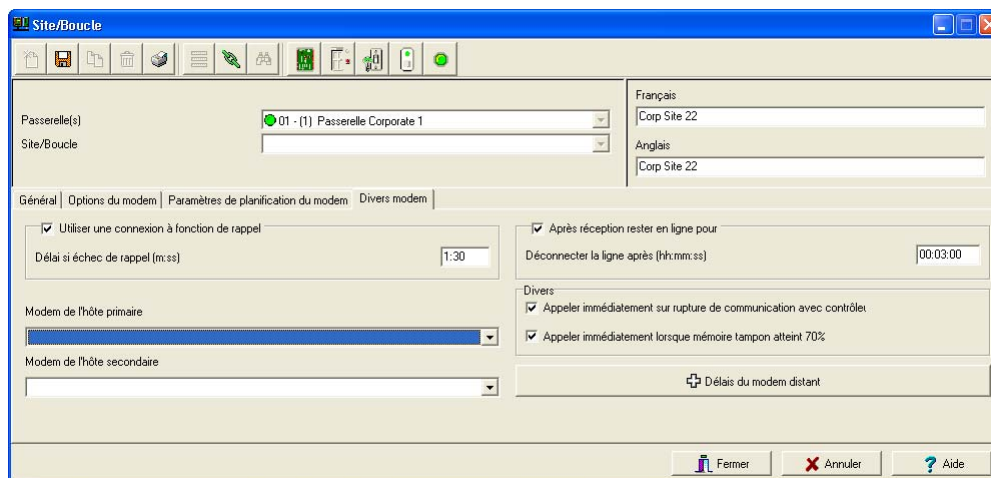 Site/Boucle
Français
Passerelle(s) 01 - (1) Passerelle Corporate 1 Corp Site 22
Site/Boucle
Anglais
Corp Site 22
Général Options du modem Paramètres de planification du modem Divers modem
Utiliser une connexion à fonction de rappel
Délai si échec de rappel (m:ss) 1:30
Après réception rester en ligne pour
Déconnecter la ligne après (hh:mm:ss) 00:03:00
Modem de l'hôte primaire
Modem de l'hôte secondaire
Divers
Appeler immédiatement sur rupture de communication avec contrôleu
Appeler immédiatement lorsque mémoire tampon atteint 70%
Délais du modem distant
Fermer Annuler Aide